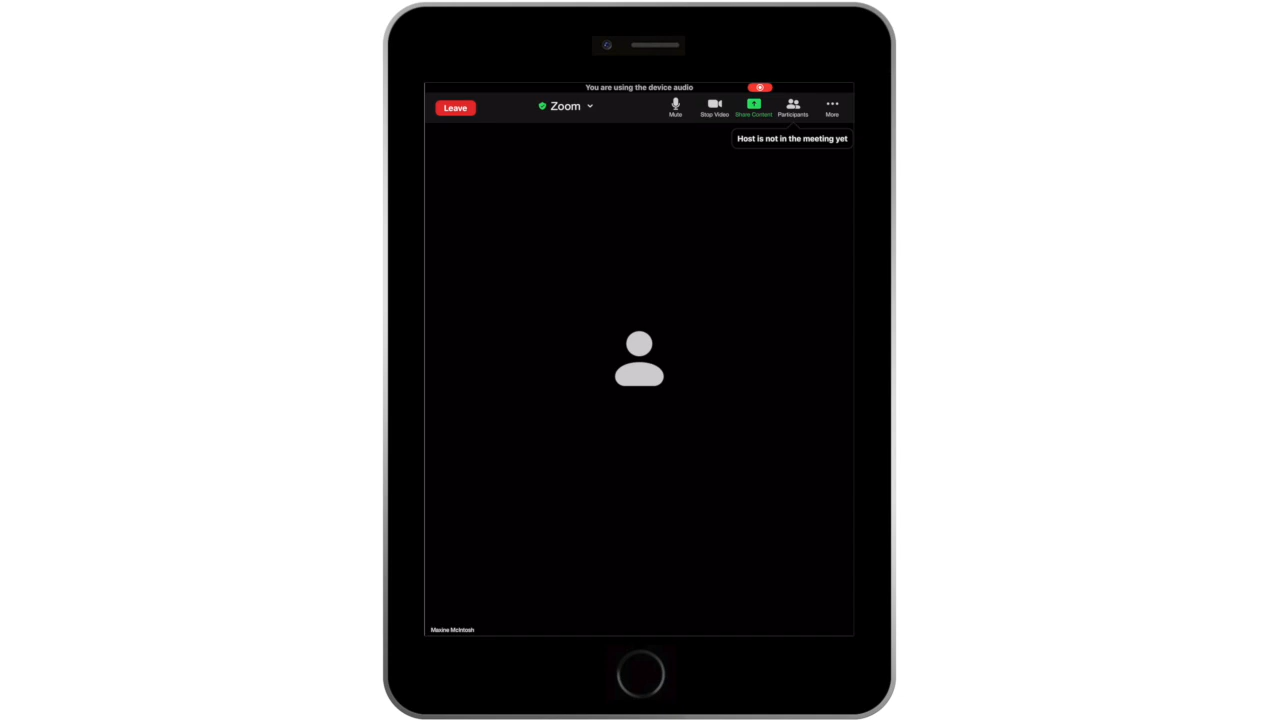 You are using the device audio
Leave
Zoom
Mute
Stop Video
Share Content
Participants
More
Host is not in the meeting yet
Maxine McIntosh